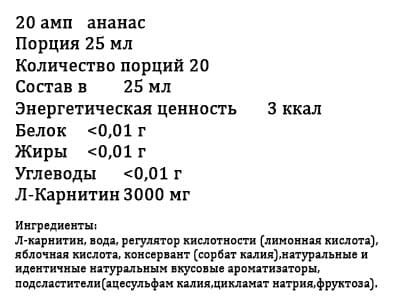 20 амп ананас
Порция 25 мл
Количество порций 20
Состав в 25 мл
Энергетическая ценность 3 ккал
Белок <0,01 г
Жиры <0,01 г
Углеводы <0,01 г
Л-Карнитин 3000 мг
Ингредиенты:
Л-карнитин, вода, регулятор кислотности (лимонная кислота),
яблочная кислота, консервант (сорбат калия),натуральные и
идентичные натуральным вкусовые ароматизаторы,
подсластители(ацесульфам калия,цикламат натрия,фруктоза).